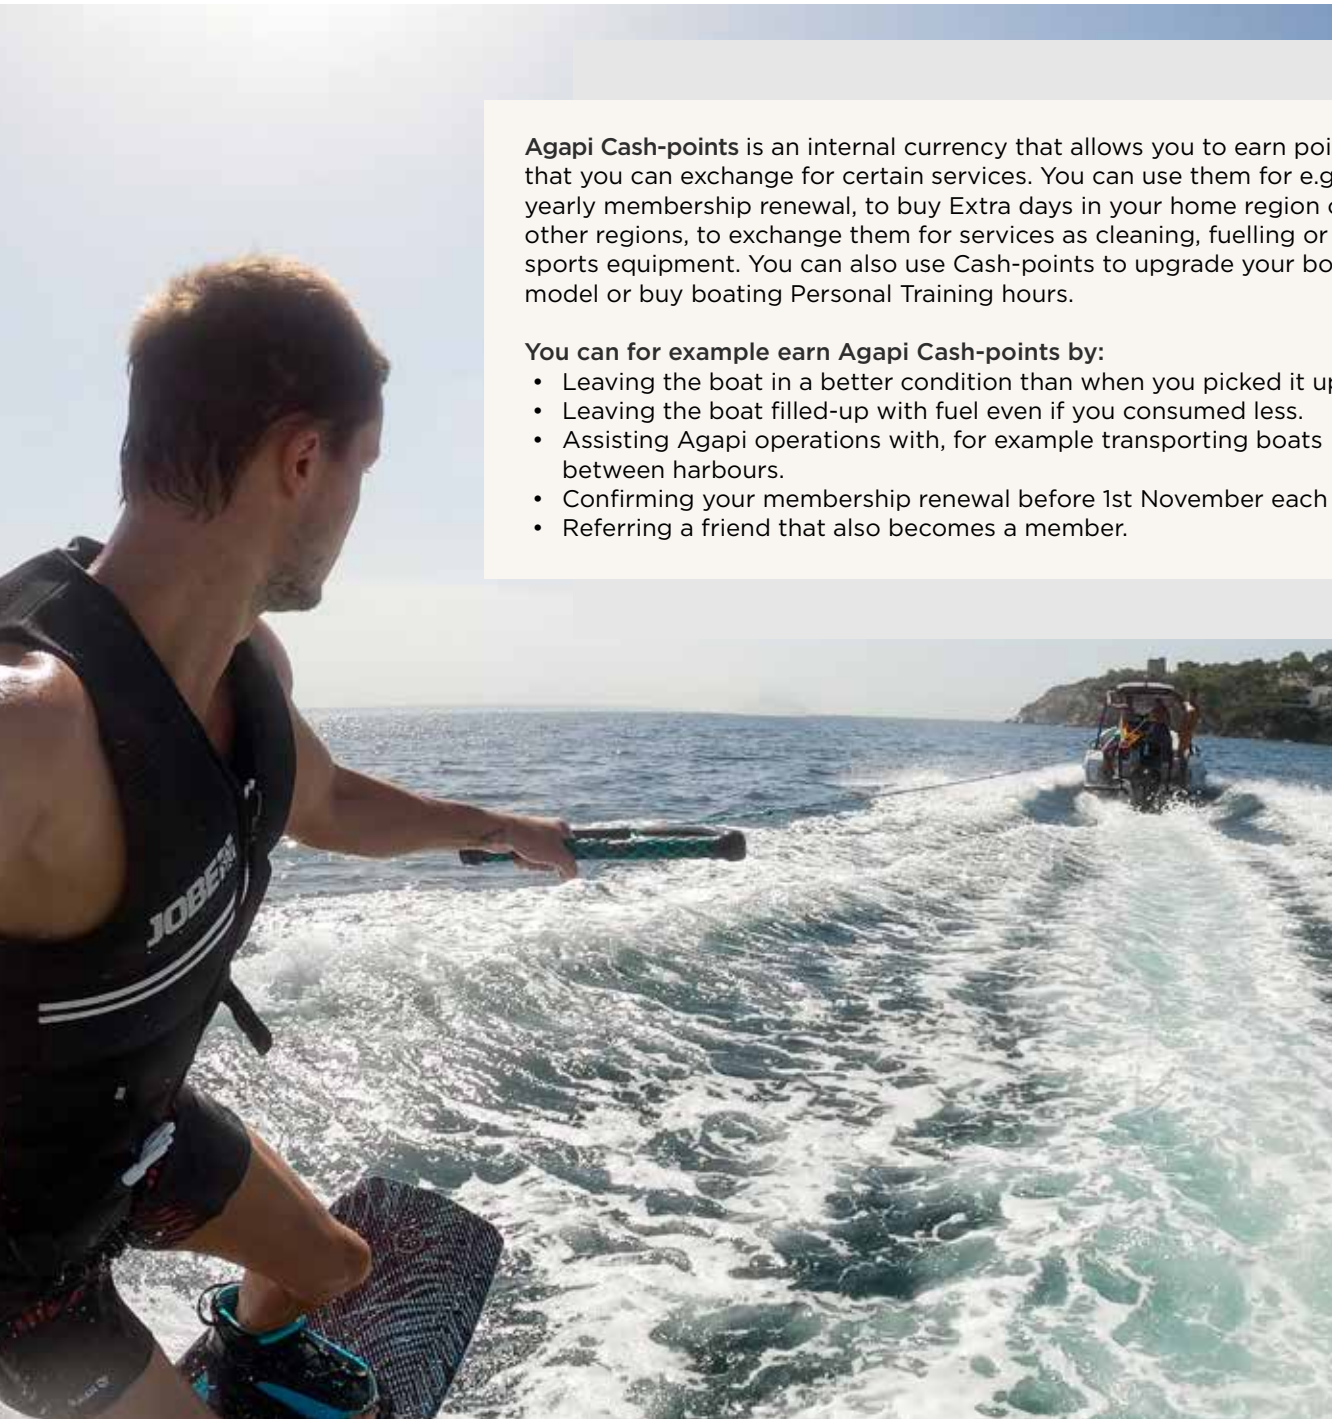 Agapi Cash-points is an internal currency that allows you to earn poi
that you can exchange for certain services. You can use them for e.g
yearly membership renewal, to buy Extra days in your home region
other regions, to exchange them for services as cleaning, fuelling or
sports equipment. You can also use Cash-points to upgrade your bo
model or buy boating Personal Training hours.
You can for example earn Agapi Cash-points by:
• Leaving the boat in a better condition than when you picked it up
• Leaving the boat filled-up with fuel even if you consumed less.
• Assisting Agapi operations with, for example transporting boats
between harbours.
• Confirming your membership renewal before 1st November each
• Referring a friend that also becomes a member.
JOBE